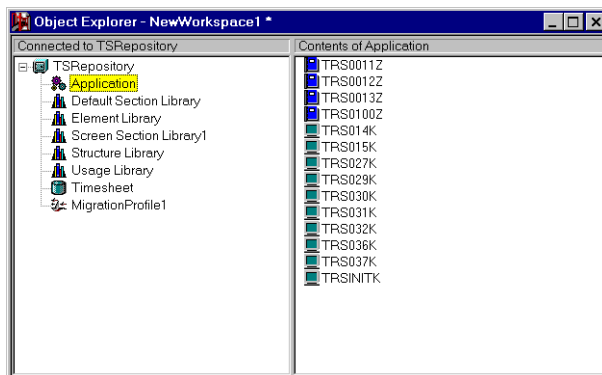 Object Explorer - NewWorkspace1 *
Connected to TSRepository
TSRepository
Application
Default Section Library
Element Library
Screen Section Library1
Structure Library
Usage Library
Timesheet
MigrationProfile1
Contents of Application
TRS0011Z
TRS0012Z
TRS0013Z
TRS0100Z
TRS014K
TRS015K
TRS027K
TRS029K
TRS030K
TRS031K
TRS032K
TRS036K
TRS037K
TRSINITK